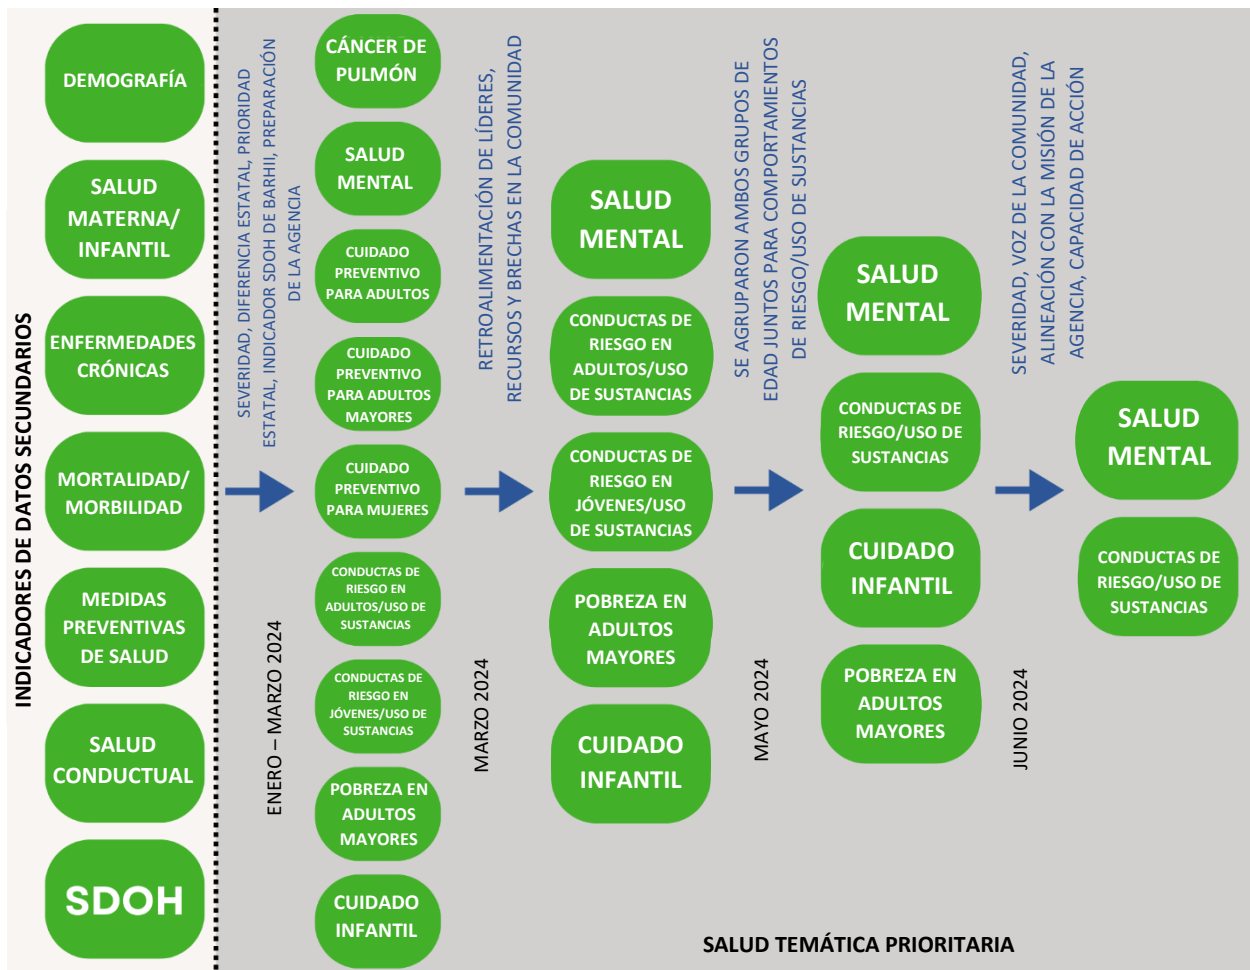 INDICADORES DE DATOS SECUNDARIOS
DEMOGRAFÍA
SALUD
MATERNA/
INFANTIL
ENFERMEDADES
CRÓNICAS
MORTALIDAD/
MORBILIDAD
MEDIDAS
PREVENTIVAS
DE SALUD
SALUD
CONDUCTUAL
SDOH
SEVERIDAD, DIFERENCIA ESTATAL, PRIORIDAD
ESTATAL, INDICADOR SDOH DE BARHII, PREPARACIÓN
DE LA AGENCIA
ENERO – MARZO 2024
CÁNCER DE
PULMÓN
SALUD
MENTAL
CUIDADO
PREVENTIVO
PARA ADULTOS
CUIDADO
PREVENTIVO
PARA ADULTOS
MAYORES
CUIDADO
PREVENTIVO
PARA MUJERES
CONDUCTAS DE
RIESGO EN
ADULTOS/USO DE
SUSTANCIAS
CONDUCTAS DE
RIESGO EN
JÓVENES/USO DE
SUSTANCIAS
POBREZA EN
ADULTOS
MAYORES
CUIDADO
INFANTIL
RETROALIMENTACIÓN DE LÍDERES,
RECURSOS Y BRECHAS EN LA COMUNIDAD
MARZO 2024
SALUD
MENTAL
CONDUCTAS DE
RIESGO EN
ADULTOS/USO
DE SUSTANCIAS
CONDUCTAS DE
RIESGO EN
JÓVENES/USO
DE SUSTANCIAS
POBREZA EN
ADULTOS
MAYORES
CUIDADO
INFANTIL
SE AGRUPARON AMBOS GRUPOS DE
EDAD JUNTOS PARA COMPORTAMIENTOS
DE RIESGO/USO DE SUSTANCIAS
MAYO 2024
SALUD
MENTAL
CONDUCTAS DE
RIESGO/USO DE
SUSTANCIAS
CUIDADO
INFANTIL
POBREZA EN
ADULTOS
MAYORES
SEVERIDAD, VOZ DE LA COMUNIDAD,
ALINEACIÓN CON LA MISIÓN DE LA
AGENCIA, CAPACIDAD DE ACCIÓN
JUNIO 2024
SALUD
MENTAL
CONDUCTAS DE
RIESGO/USO DE
SUSTANCIAS
SALUD TEMÁTICA PRIORITARIA